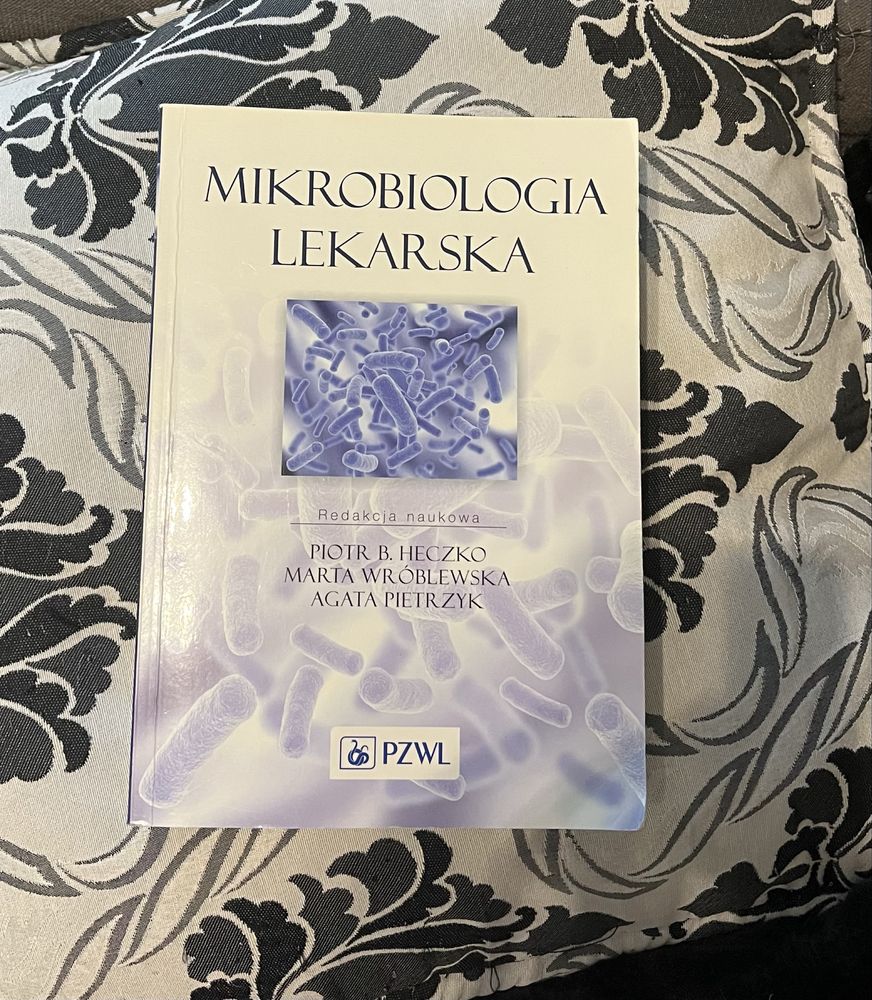 MIKROBIOLOGIA
LEKARSKA
Redakcja naukowa
PIOTR B. HECZKO
MARTA WRÓBLEWSKA
AGATA PIETRZYK
PZWL